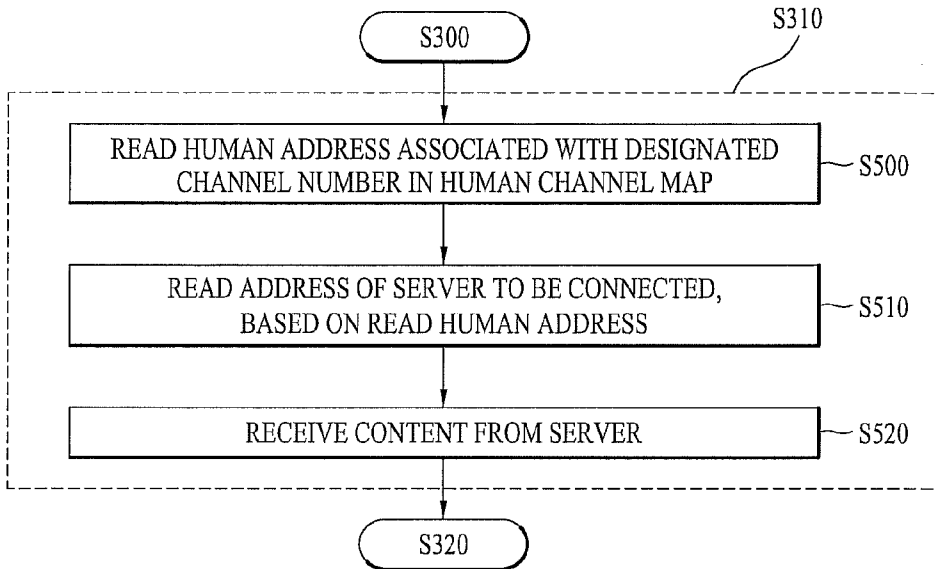 S300
S310
READ HUMAN ADDRESS ASSOCIATED WITH DESIGNATED
CHANNEL NUMBER IN HUMAN CHANNEL MAP
S500
READ ADDRESS OF SERVER TO BE CONNECTED,
BASED ON READ HUMAN ADDRESS
S510
RECEIVE CONTENT FROM SERVER
S520
S320